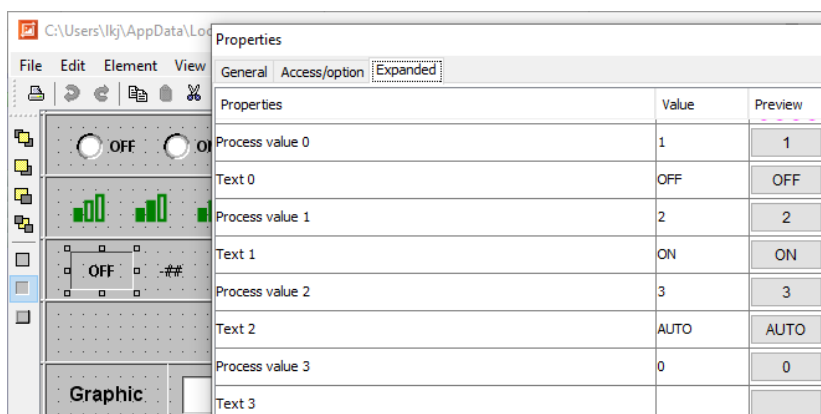 C:\Users\lkj\AppData\Loc
Properties
File Edit Element View
General Access/option Expanded
Properties Value Preview
OFF
Process value 0 1 1
Text 0 OFF OFF
Process value 1 2 2
OFF -##
Text 1 ON ON
Process value 2 3 3
Text 2 AUTO AUTO
Process value 3 0 0
Graphic
Text 3